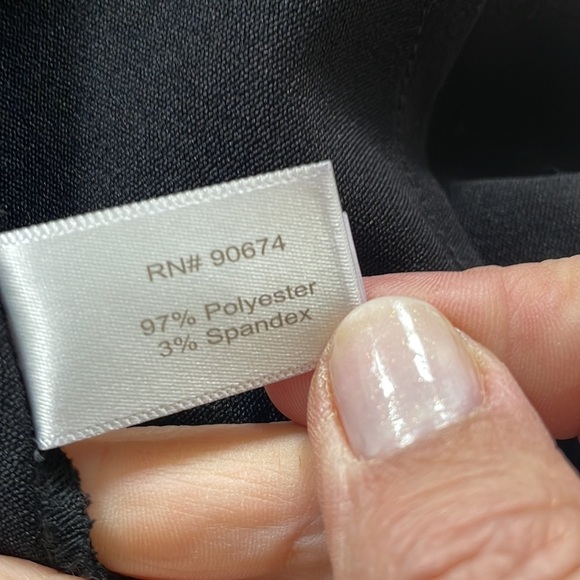 RN# 90674
97% Polyester
3% Spandex